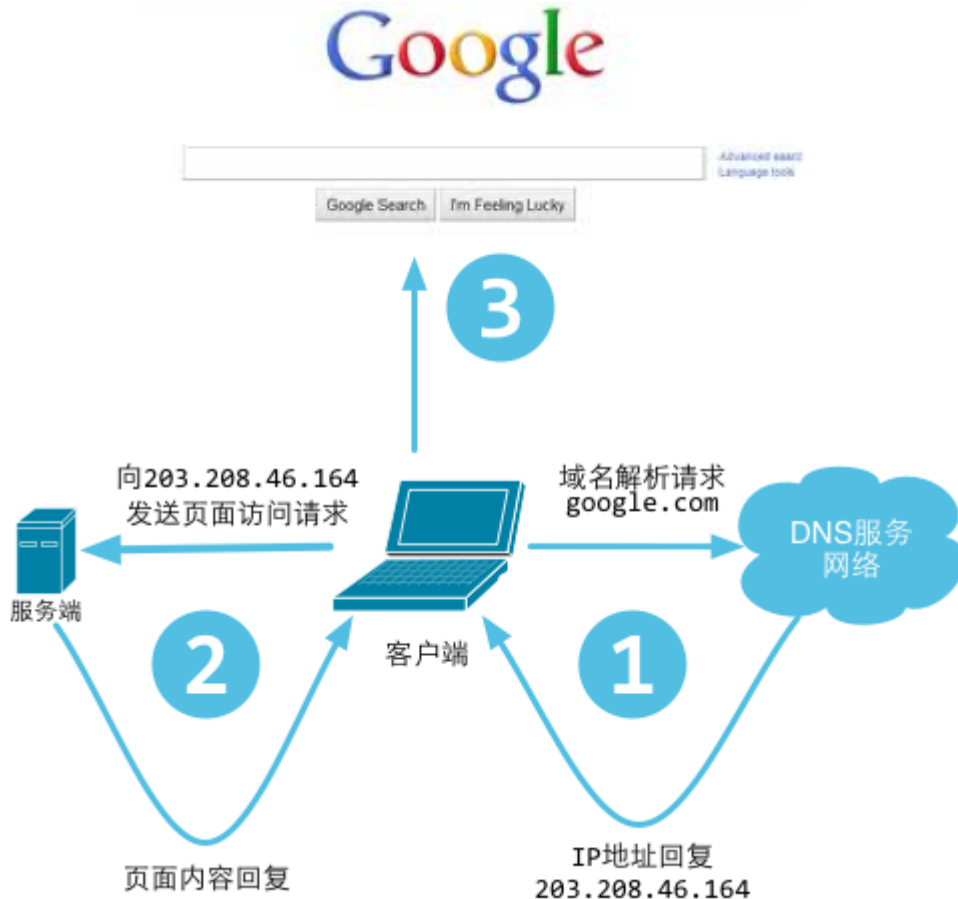 Google
Advanced searc
Language tools
Google Search
I'm Feeling Lucky
3
向203.208.46.164
发送页面访问请求
域名解析请求
google.com
DNS服务
网络
服务端
客户端
2
1
页面内容回复
IP地址回复
203.208.46.164